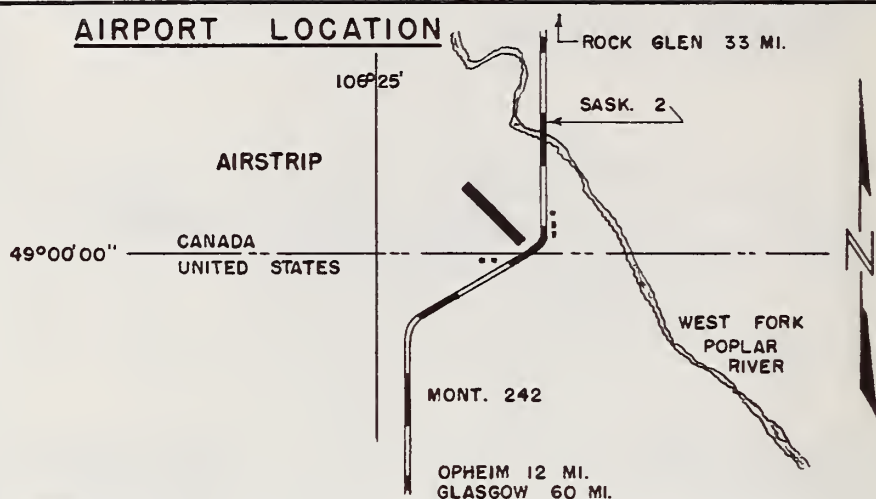 AIRPORT LOCATION
ROCK GLEN 33 MI.
106°25'
SASK. 2
AIRSTRIP
49°00'00"
CANADA
UNITED STATES
N
WEST FORK
POPLAR
RIVER
MONT. 242
OPHEIM 12 MI.
GLASGOW 60 MI.